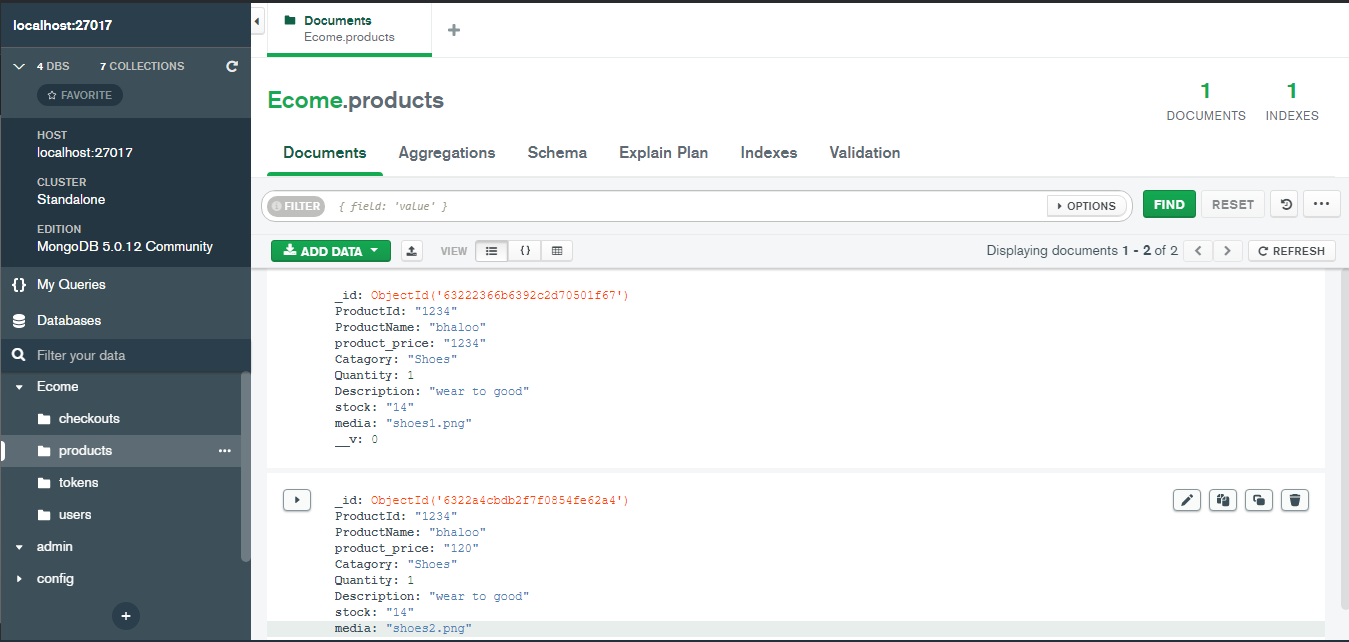 localhost:27017
4 DBS 7 COLLECTIONS
FAVORITE
HOST
localhost:27017
CLUSTER
Standalone
EDITION
MongoDB 5.0.12 Community
{} My Queries
Databases
Filter your data
Ecome
checkouts
products ...
tokens
users
admin
config
+
Documents
Ecome.products
+
Ecome.products
1
DOCUMENTS
1
INDEXES
Documents Aggregations Schema Explain Plan Indexes Validation
FILTER { field: 'value' } OPTIONS FIND RESET ...
ADD DATA VIEW {} Displaying documents 1 - 2 of 2 < > REFRESH
_id: ObjectId('63222366b6392c2d70501f67')
ProductId: "1234"
ProductName: "bhaloo"
product_price: "1234"
Catagory: "Shoes"
Quantity: 1
Description: "wear to good"
stock: "14"
media: "shoes1.png"
__v: 0
_id: ObjectId('6322a4cbdb2f7f0854fe62a4')
ProductId: "1234"
ProductName: "bhaloo"
product_price: "120"
Catagory: "Shoes"
Quantity: 1
Description: "wear to good"
stock: "14"
media: "shoes2.png"